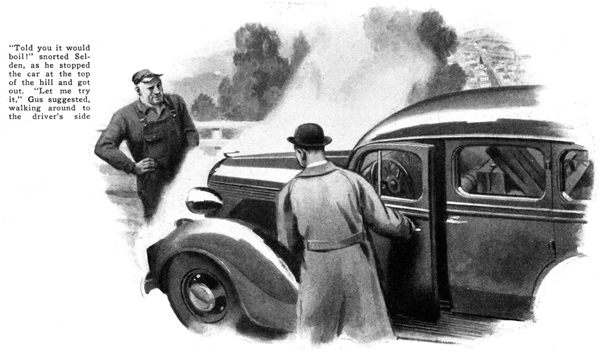 "Told you it would
boil!" snorted Sel-
den, as he stopped
the car at the top
of the hill and got
out. "Let me try
it," Gus suggested,
walking around to
the driver's side